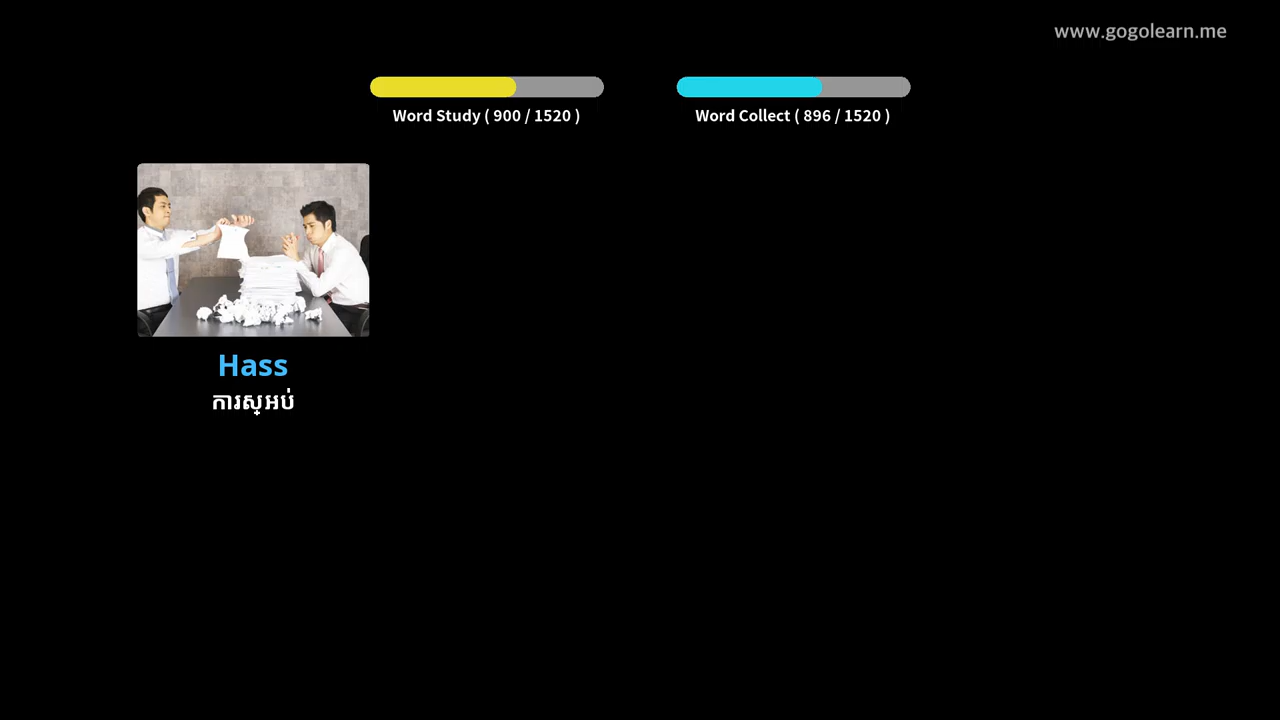 www.gogolearn.me
Word Study ( 900 / 1520 )
Word Collect ( 896 / 1520 )
Hass
ការស្អប់